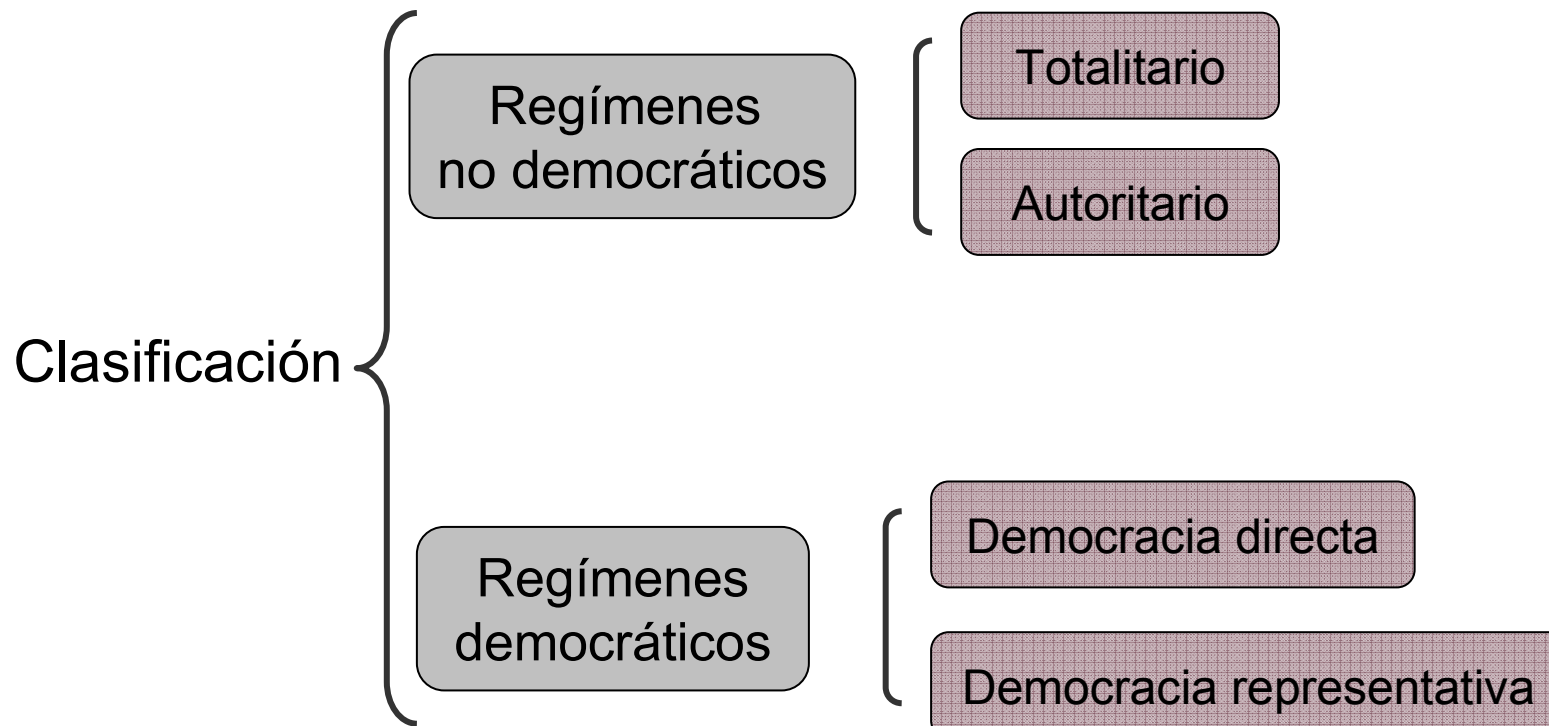 Clasificación
Regímenes
no democráticos
Totalitario
Autoritario
Regímenes
democráticos
Democracia directa
Democracia representativa